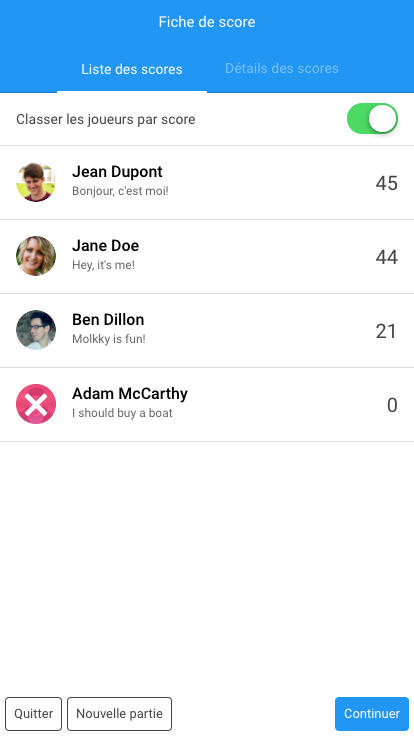 Fiche de score
Liste des scores
Détails des scores
Classer les joueurs par score
Jean Dupont
Bonjour, c'est moi!
45
Jane Doe
Hey, it's me!
44
Ben Dillon
Molkky is fun!
21
Adam McCarthy
I should buy a boat
0
Quitter
Nouvelle partie
Continuer